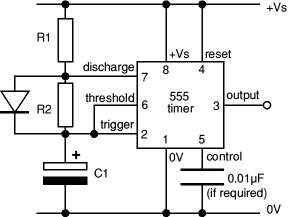 +Vs
R1
+Vs
reset
discharge
7
8
4
threshold
R2
6
555
timer
3
output
trigger
2
1
5
+
C1
0V
control
0.01µF
(if required)
0V